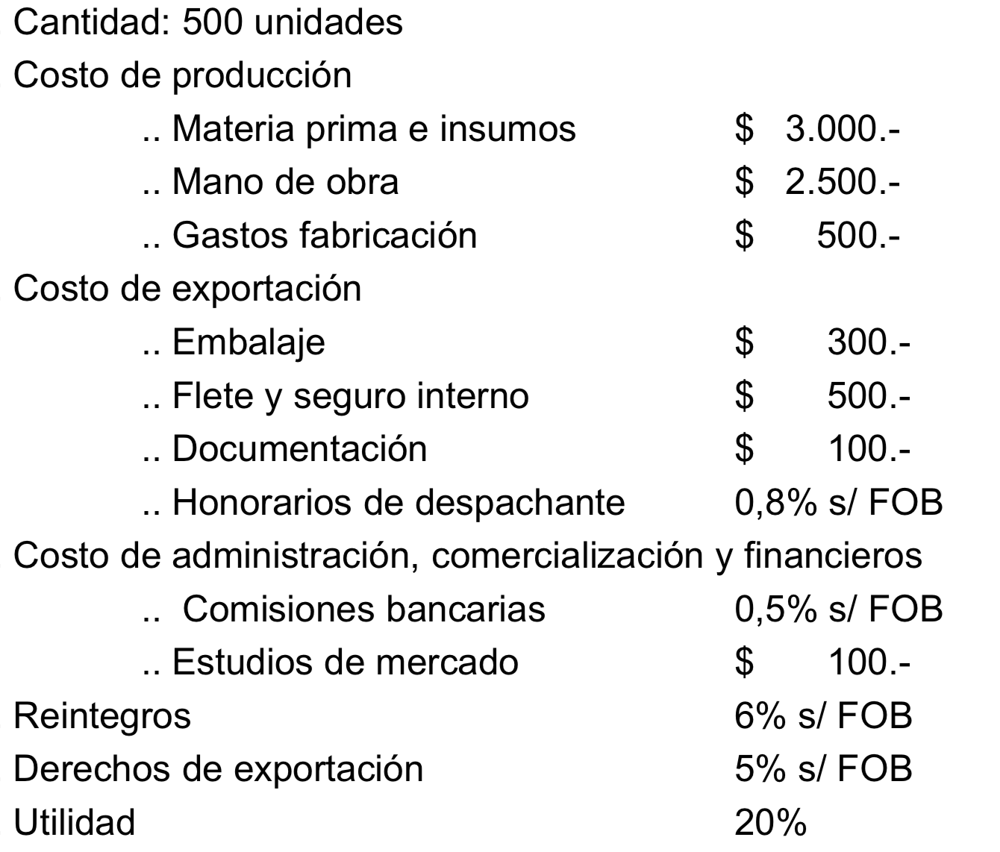 Cantidad: 500 unidades
Costo de producción
.. Materia prima e insumos $ 3.000.-
.. Mano de obra $ 2.500.-
.. Gastos fabricación $ 500.-
Costo de exportación
.. Embalaje $ 300.-
.. Flete y seguro interno $ 500.-
.. Documentación $ 100.-
.. Honorarios de despachante 0,8% s/ FOB
Costo de administración, comercialización y financieros
.. Comisiones bancarias 0,5% s/ FOB
.. Estudios de mercado $ 100.-
Reintegros 6% s/ FOB
Derechos de exportación 5% s/ FOB
Utilidad 20%